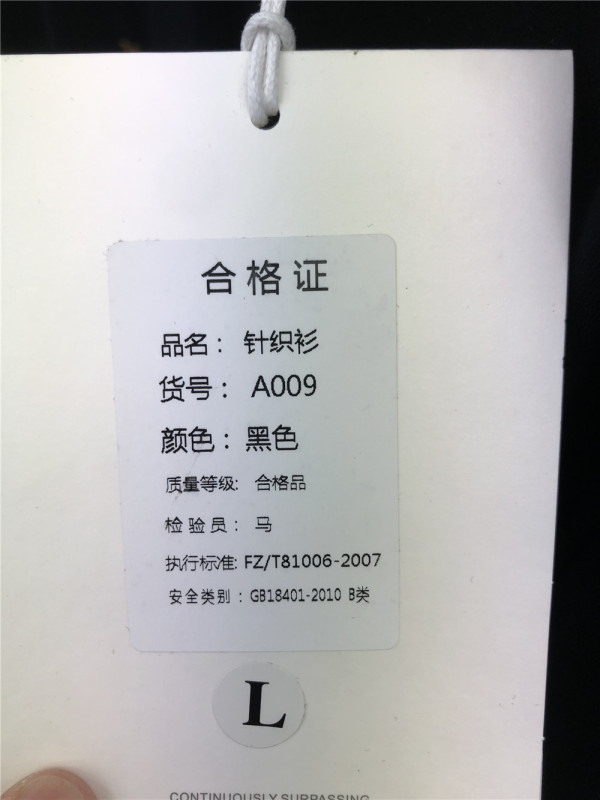 合格证
品名：针织衫
货号：A009
颜色：黑色
质量等级: 合格品
检验员：马
执行标准: FZ/T81006-2007
安全类别：GB18401-2010 B类
L
CONTINUOUSLY SURPASSING